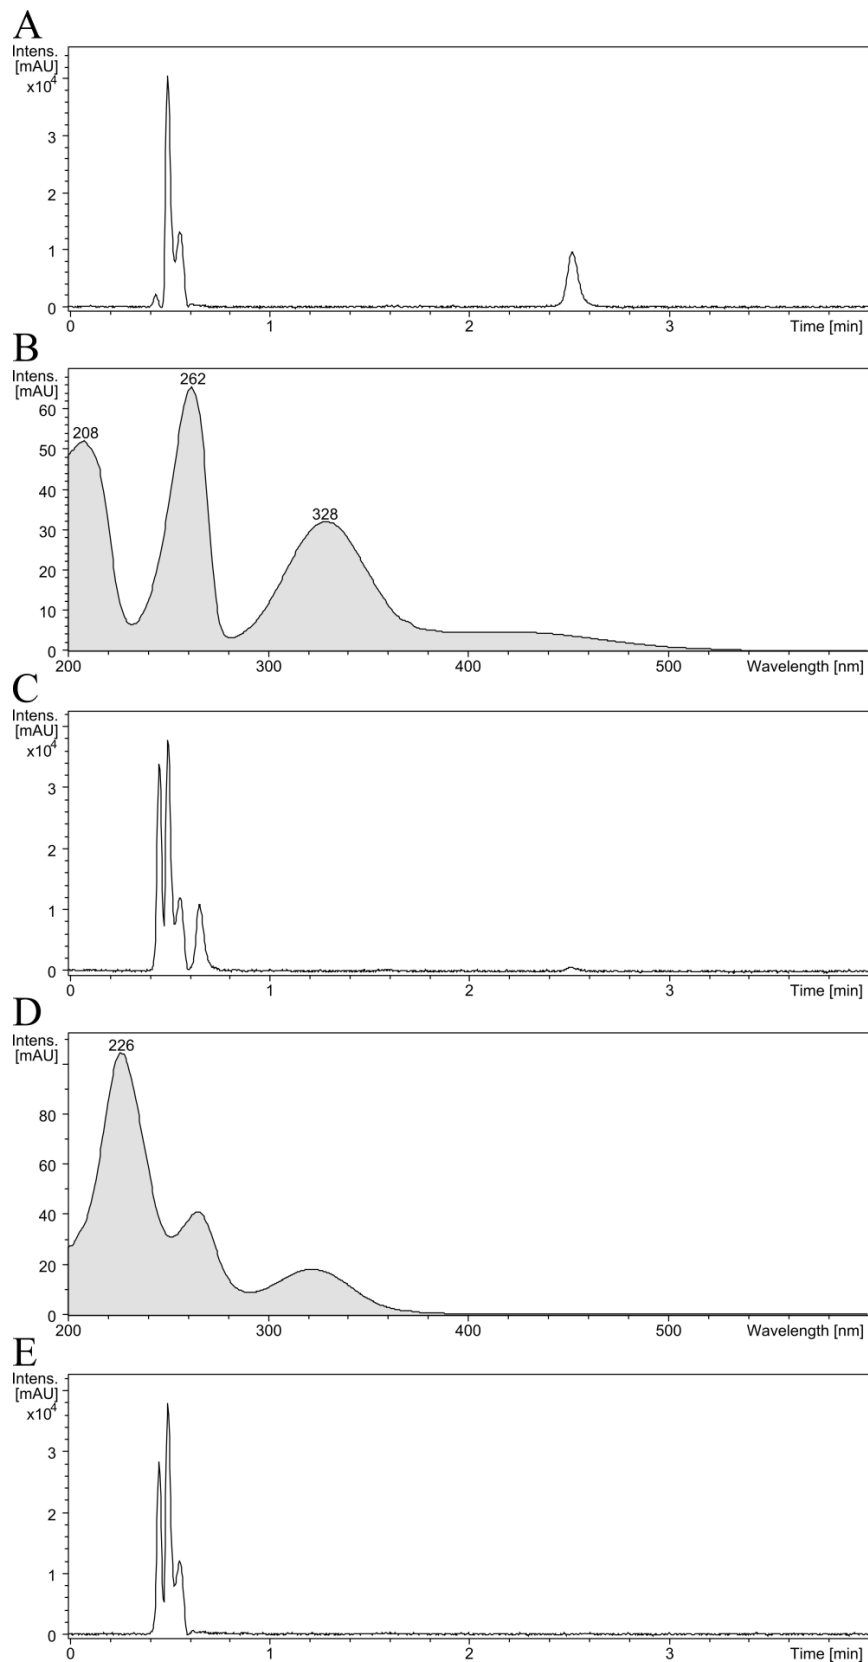 A
Intens.
[mAU]
x10⁴
3
2
1
0
0 1 2 3 Time [min]
B
Intens.
[mAU]
262
208
328
60
50
40
30
20
10
0
200 300 400 500 Wavelength [nm]
C
Intens.
[mAU]
x10⁴
3
2
1
0
0 1 2 3 Time [min]
D
Intens.
[mAU]
226
80
60
40
20
0
200 300 400 500 Wavelength [nm]
E
Intens.
[mAU]
x10⁴
3
2
1
0
0 1 2 3 Time [min]